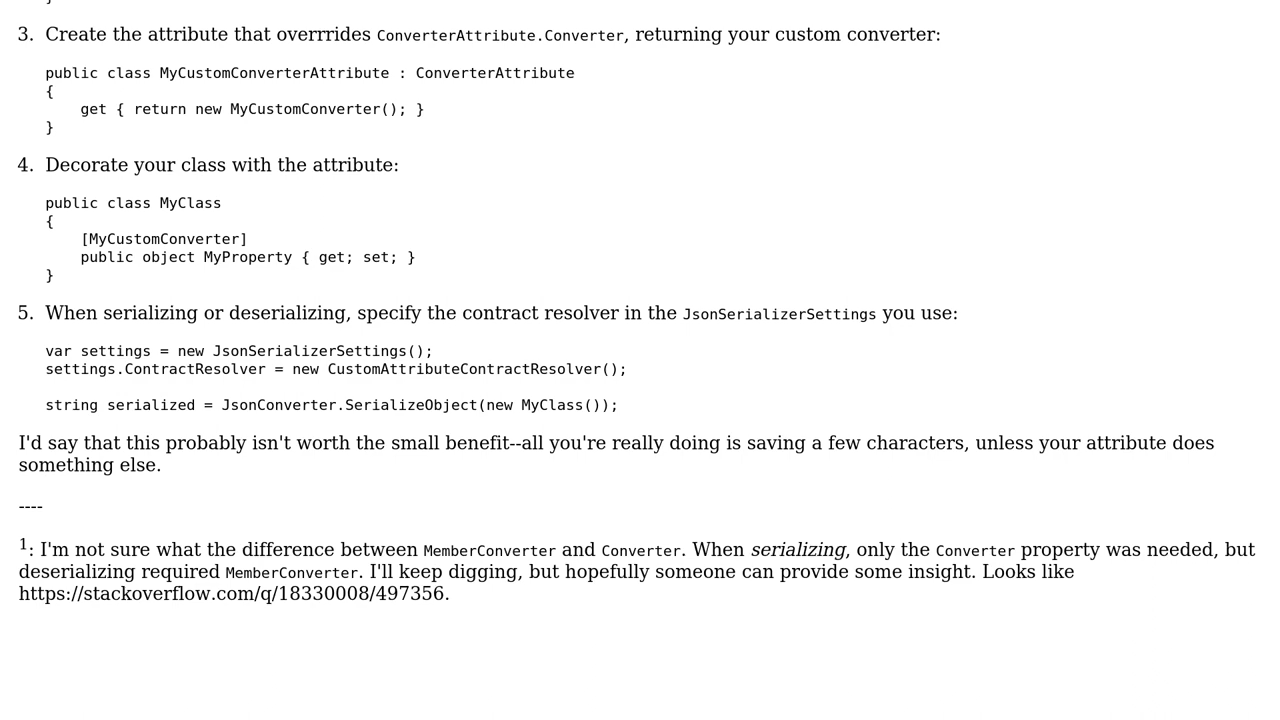 3. Create the attribute that overrrides ConverterAttribute.Converter, returning your custom converter:
public class MyCustomConverterAttribute : ConverterAttribute
{
    get { return new MyCustomConverter(); }
}
4. Decorate your class with the attribute:
public class MyClass
{
    [MyCustomConverter]
    public object MyProperty { get; set; }
}
5. When serializing or deserializing, specify the contract resolver in the JsonSerializerSettings you use:
var settings = new JsonSerializerSettings();
settings.ContractResolver = new CustomAttributeContractResolver();
string serialized = JsonConverter.SerializeObject(new MyClass());
I'd say that this probably isn't worth the small benefit--all you're really doing is saving a few characters, unless your attribute does
something else.
----
1: I'm not sure what the difference between MemberConverter and Converter. When serializing, only the Converter property was needed, but
deserializing required MemberConverter. I'll keep digging, but hopefully someone can provide some insight. Looks like
https://stackoverflow.com/q/18330008/497356.